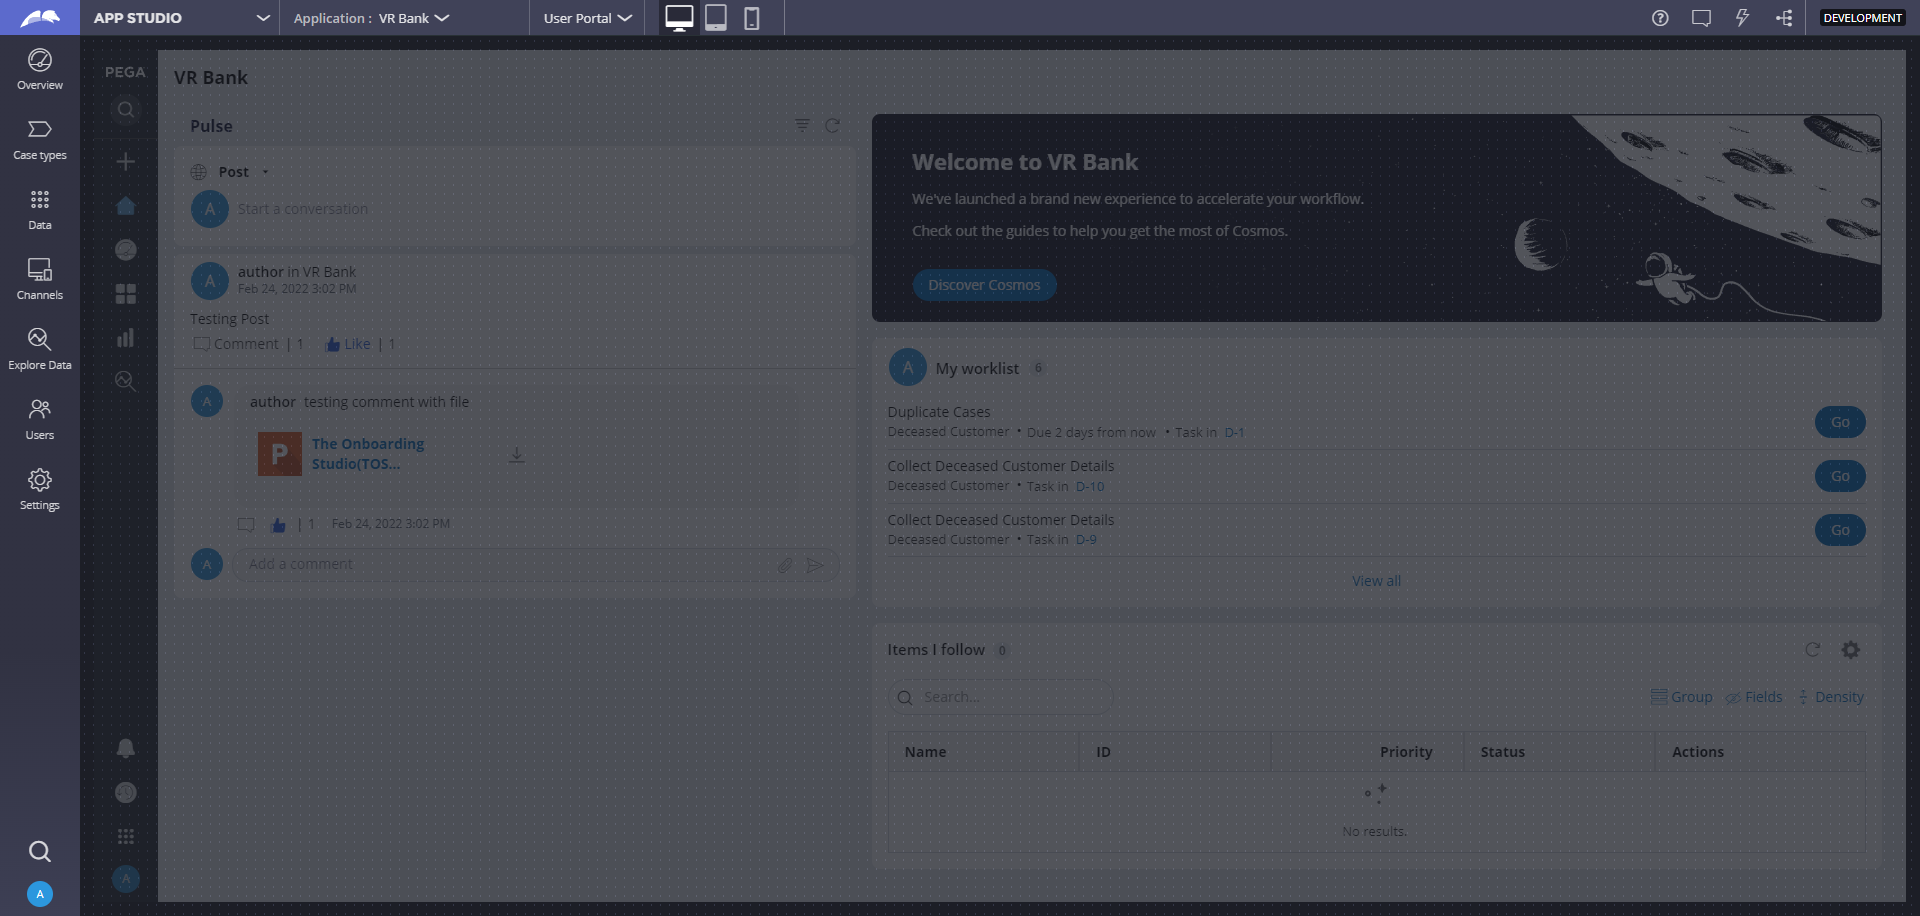 APP STUDIO
Application : VR Bank
User Portal
DEVELOPMENT
Overview
Case types
Data
Channels
Explore Data
Users
Settings
A
PEGA
A
VR Bank
Pulse
Post
A
Start a conversation
A
author in VR Bank
Feb 24, 2022 3:02 PM
Testing Post
Comment | 1 Like | 1
A
author testing comment with file
P
The Onboarding
Studio(TOS...
| 1 Feb 24, 2022 3:02 PM
A
Add a comment
Welcome to VR Bank
We've launched a brand new experience to accelerate your workflow.
Check out the guides to help you get the most of Cosmos.
Discover Cosmos
A
My worklist 6
Duplicate Cases
Deceased Customer • Due 2 days from now • Task in D-1
Go
Collect Deceased Customer Details
Deceased Customer • Task in D-10
Go
Collect Deceased Customer Details
Deceased Customer • Task in D-9
Go
View all
Items I follow 0
Search...
Group Fields Density
Name ID Priority Status Actions
No results.